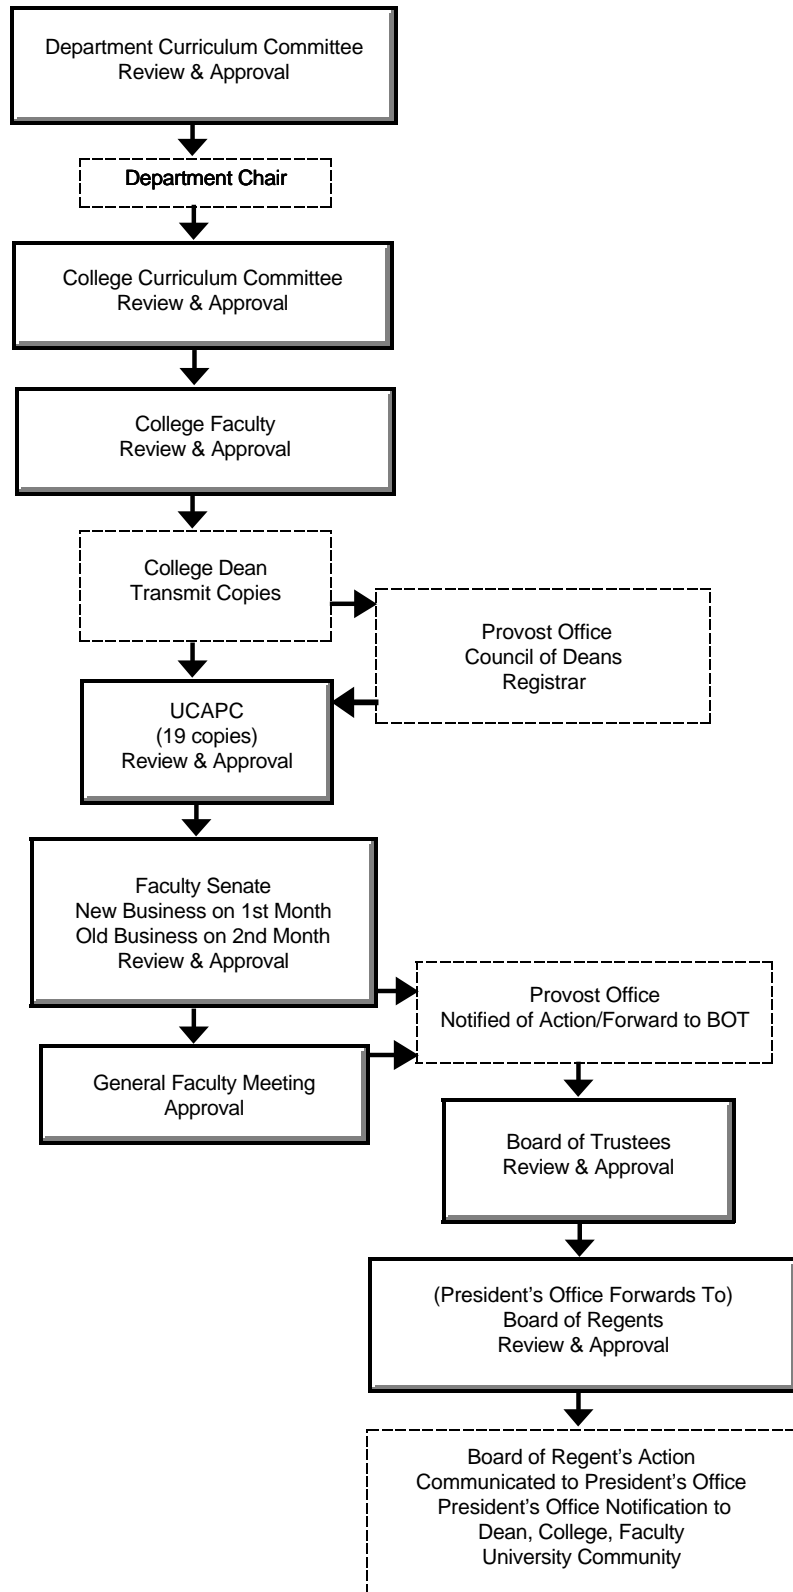 Department Curriculum Committee
Review & Approval
Department Chair
College Curriculum Committee
Review & Approval
College Faculty
Review & Approval
College Dean
Transmit Copies
Provost Office
Council of Deans
Registrar
UCAPC
(19 copies)
Review & Approval
Faculty Senate
New Business on 1st Month
Old Business on 2nd Month
Review & Approval
Provost Office
Notified of Action/Forward to BOT
General Faculty Meeting
Approval
Board of Trustees
Review & Approval
(President's Office Forwards To)
Board of Regents
Review & Approval
Board of Regent's Action
Communicated to President's Office
President's Office Notification to
Dean, College, Faculty
University Community